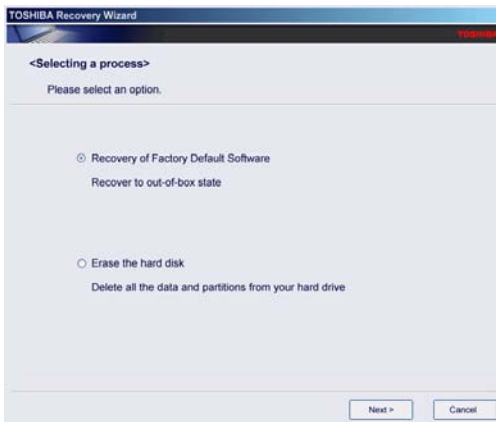 TOSHIBA Recovery Wizard
TOSHIBA
<Selecting a process>
Please select an option.
Recovery of Factory Default Software
Recover to out-of-box state
Erase the hard disk
Delete all the data and partitions from your hard drive
Next >
Cancel